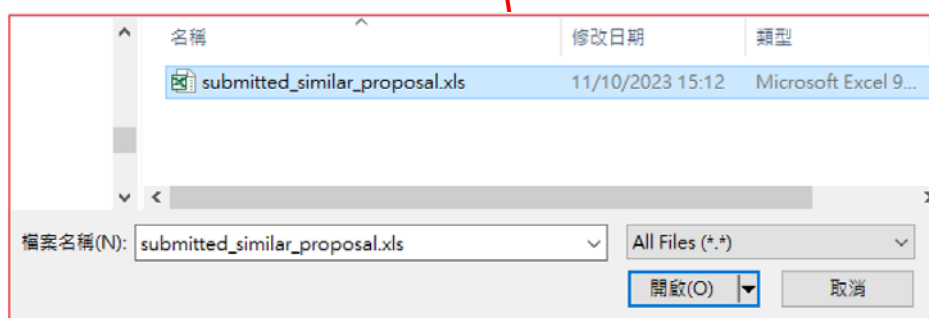 名稱 修改日期 類型
submitted_similar_proposal.xls 11/10/2023 15:12 Microsoft Excel 9...
檔案名稱(N): submitted_similar_proposal.xls All Files (*.*)
開啟(O) 取消